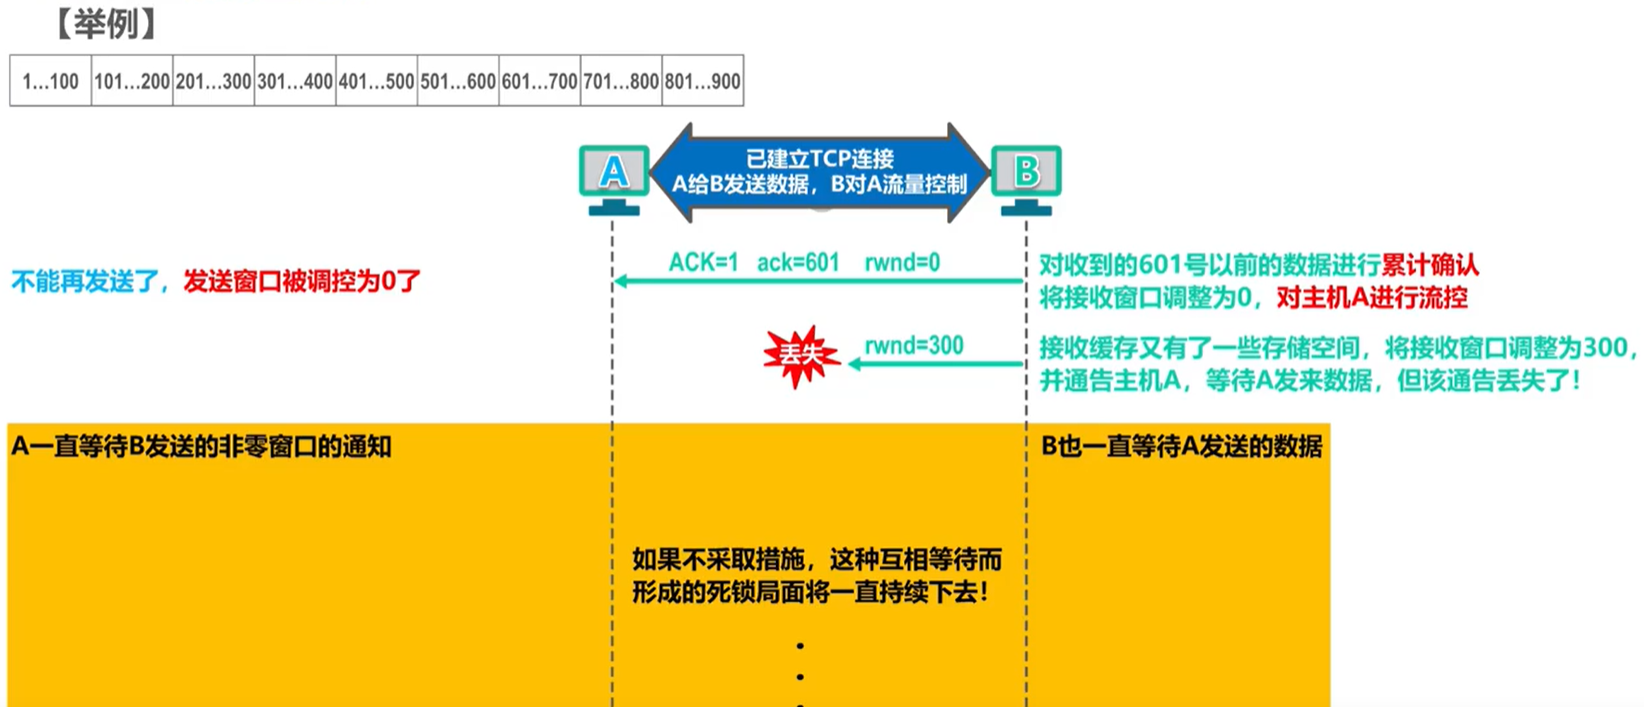 【举例】
1…100 101…200 201…300 301…400 401…500 501…600 601…700 701…800 801…900
A
已建立TCP连接
A给B发送数据，B对A流量控制
B
不能再发送了，发送窗口被调控为0了
ACK=1 ack=601 rwnd=0
对收到的601号以前的数据进行累计确认
将接收窗口调整为0，对主机A进行流控
丢失
rwnd=300
接收缓存又有了一些存储空间，将接收窗口调整为300，
并通告主机A，等待A发来数据，但该通告丢失了！
A一直等待B发送的非零窗口的通知
B也一直等待A发送的数据
如果不采取措施，这种互相等待而
形成的死锁局面将一直持续下去！